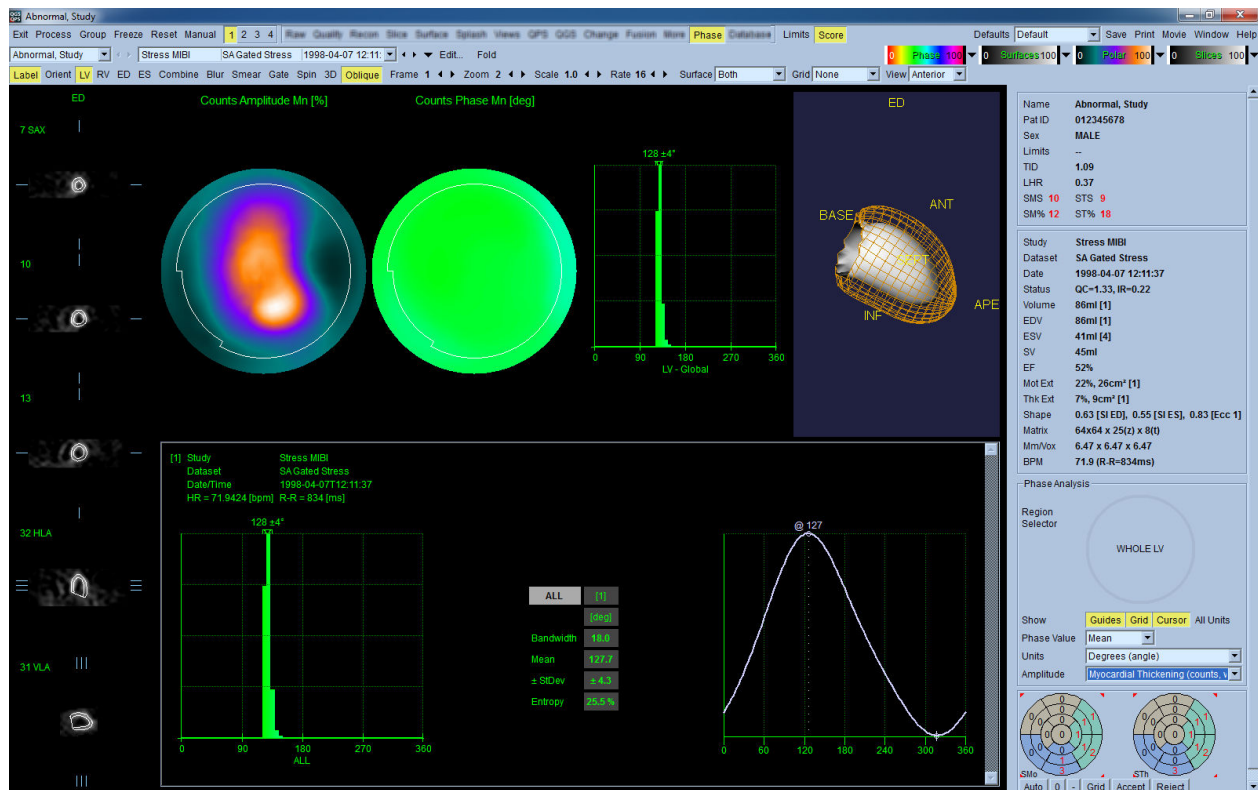 QGS QPS Abnormal, Study
Exit Process Group Freeze Reset Manual 1 2 3 4 Raw Quality Recon Slice Surface Splash Views QPS QGS Change Fusion More Phase Database Limits Score Defaults Default Save Print Movie Window Help
Abnormal, Study Stress MIBI SA Gated Stress 1998-04-07 12:11: Edit... Fold 0 Phase 100 0 Surfaces 100 0 Polar 100 0 Slices 100
Label Orient LV RV ED ES Combine Blur Smear Gate Spin 3D Oblique Frame 1 Zoom 2 Scale 1.0 Rate 16 Surface Both Grid None View Anterior
ED
7 SAX
10
13
32 HLA
31 VLA
Counts Amplitude Mn [%]
Counts Phase Mn [deg]
128 ±4°
0 90 180 270 360
LV - Global
ED
BASE
ANT
SEPT
INF
APE
[1] Study Stress MIBI
Dataset SA Gated Stress
Date/Time 1998-04-07T12:11:37
HR = 71.9424 [bpm] R-R = 834 [ms]
128 ±4°
0 90 180 270 360
ALL
ALL [1]
[deg]
Bandwidth 18.0
Mean 127.7
± StDev ± 4.3
Entropy 25.5 %
@ 127
0 60 120 180 240 300 360
Name Abnormal, Study
Pat ID 012345678
Sex MALE
Limits --
TID 1.09
LHR 0.37
SMS 10 STS 9
SM% 12 ST% 18
Study Stress MIBI
Dataset SA Gated Stress
Date 1998-04-07 12:11:37
Status QC=1.33, IR=0.22
Volume 86ml [1]
EDV 86ml [1]
ESV 41ml [4]
SV 45ml
EF 52%
Mot Ext 22%, 26cm² [1]
Thk Ext 7%, 9cm² [1]
Shape 0.63 [SI ED], 0.55 [SI ES], 0.83 [Ecc 1]
Matrix 64x64 x 25(z) x 8(t)
Mm/Vox 6.47 x 6.47 x 6.47
BPM 71.9 (R-R=834ms)
Phase Analysis
Region
Selector
WHOLE LV
Show Guides Grid Cursor All Units
Phase Value Mean
Units Degrees (angle)
Amplitude Myocardial Thickening (counts,
SMo STh
Auto 0 - Grid Accept Reject